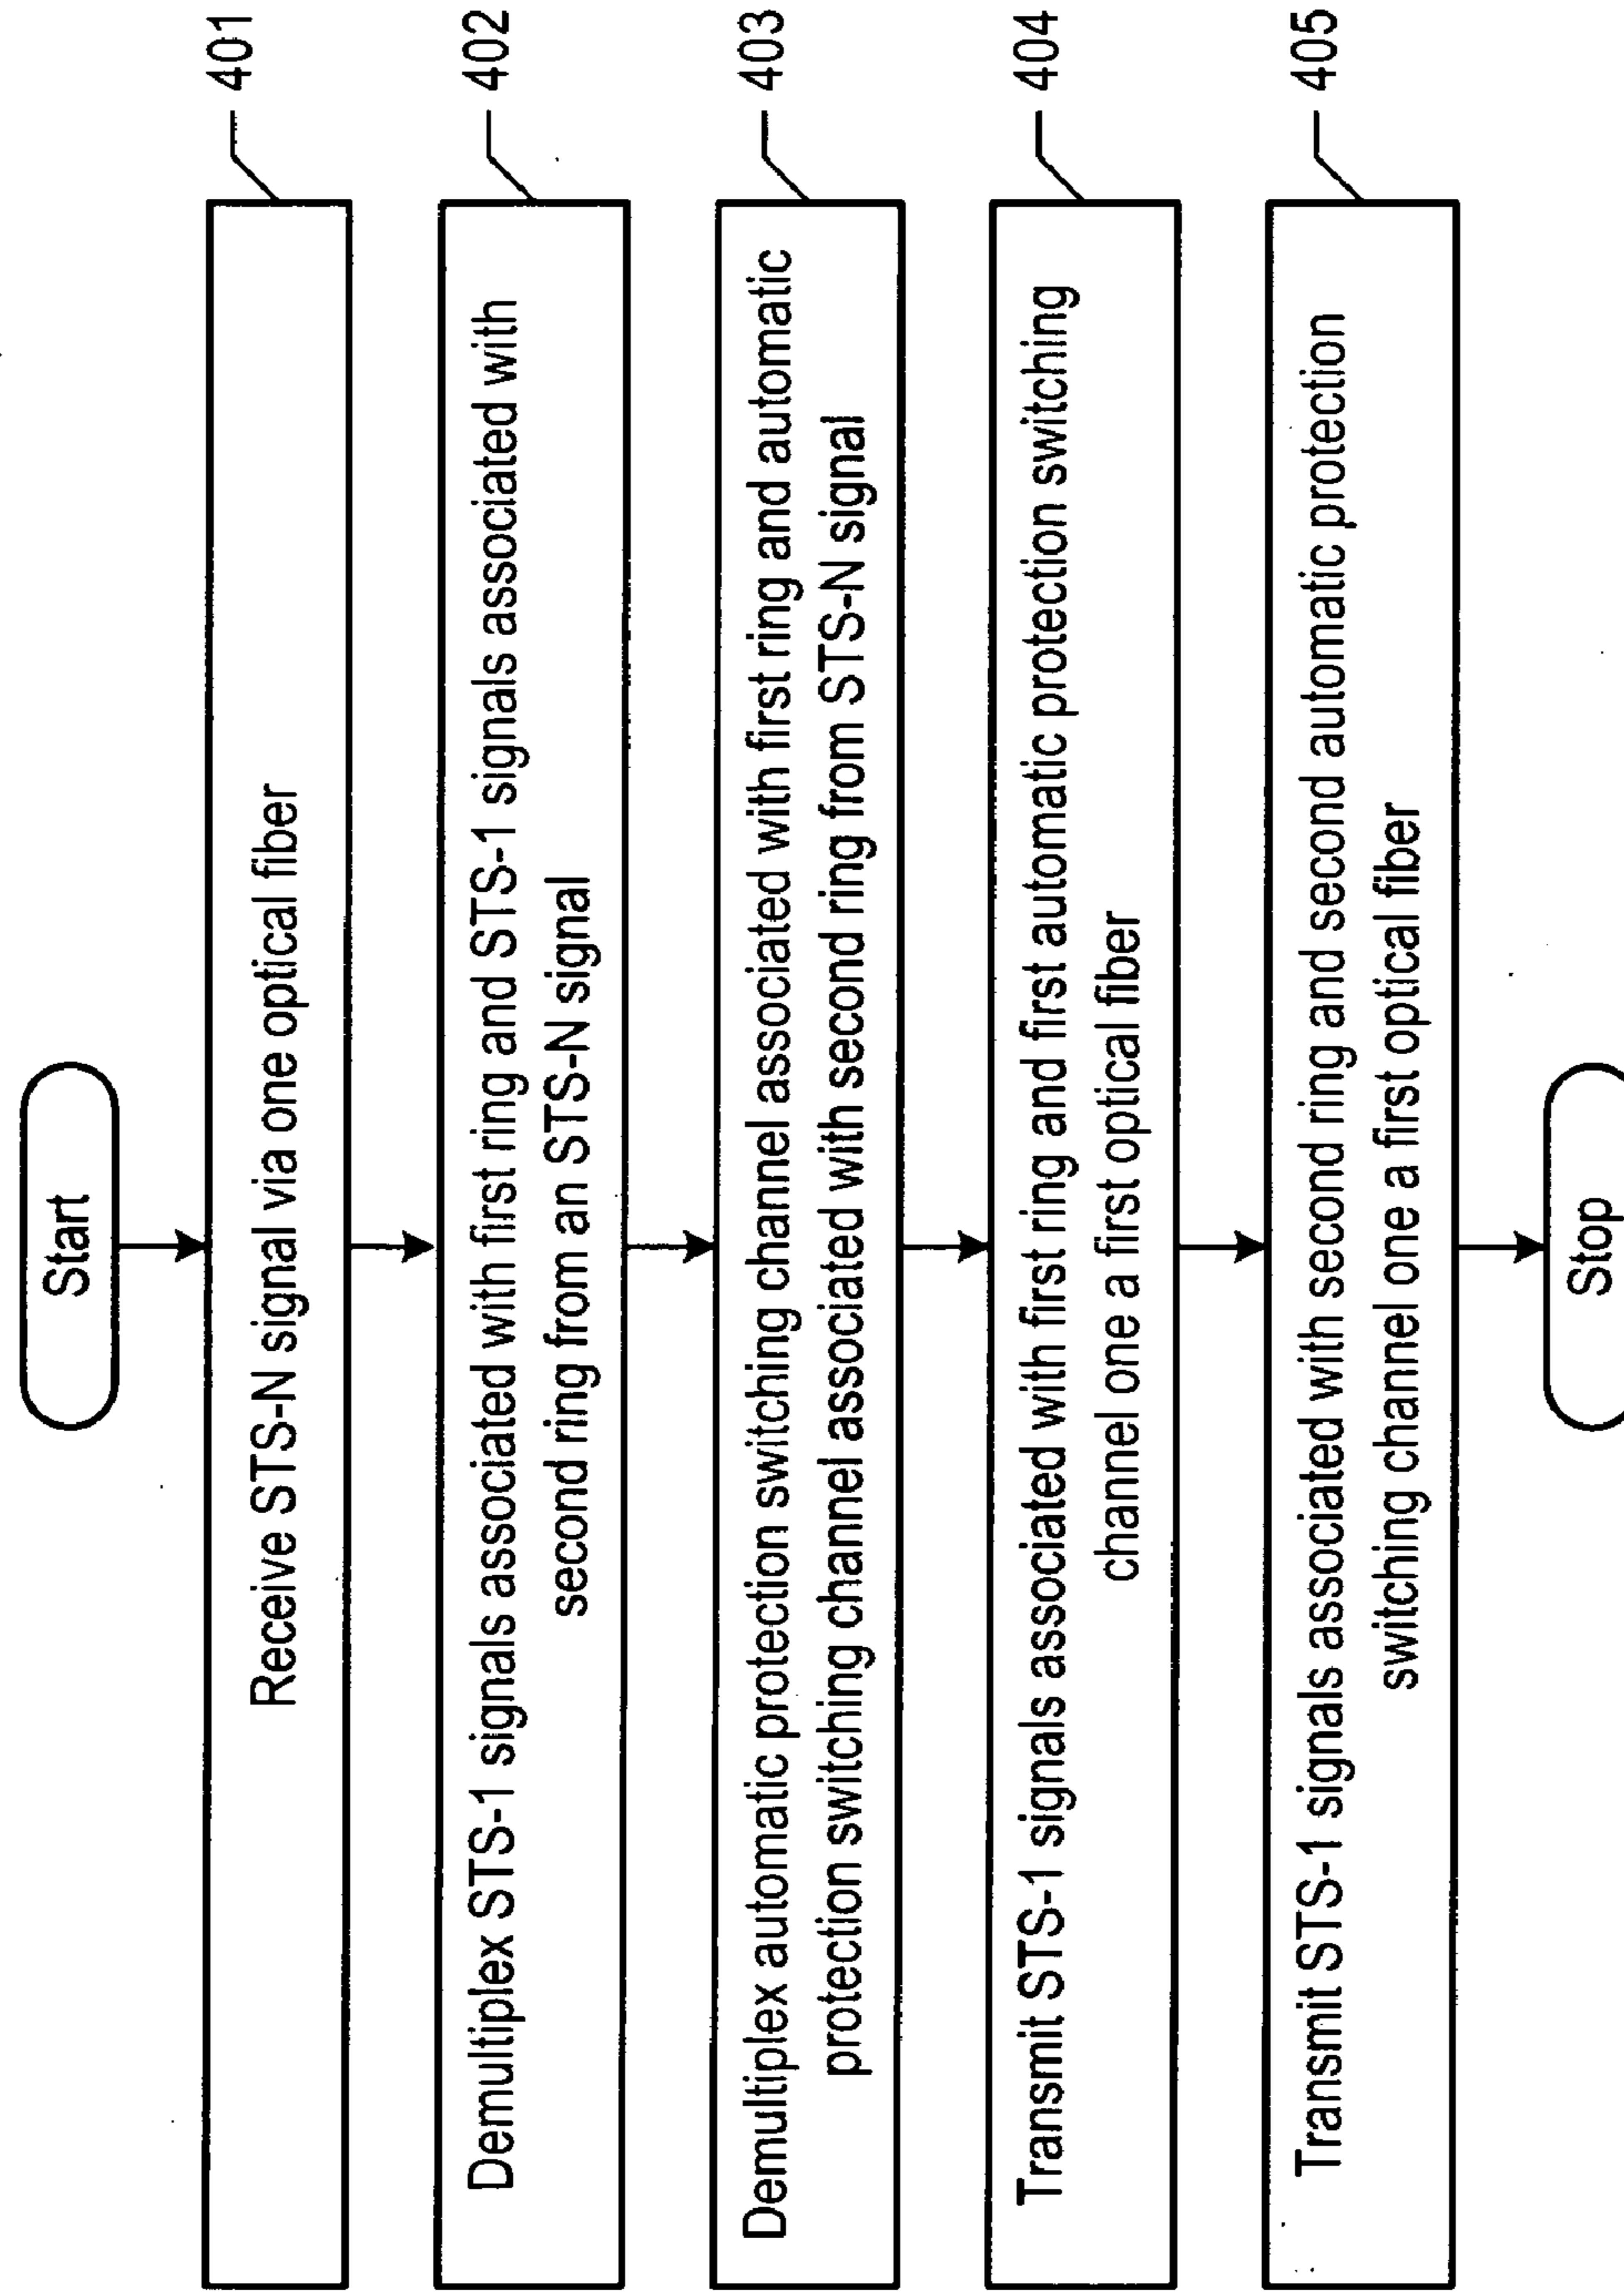 Start
Receive STS-N signal via one optical fiber
401
Demultiplex STS-1 signals associated with first ring and STS-1 signals associated with
second ring from an STS-N signal
402
Demultiplex automatic protection switching channel associated with first ring and automatic
protection switching channel associated with second ring from STS-N signal
403
Transmit STS-1 signals associated with first ring and first automatic protection switching
channel one a first optical fiber
404
Transmit STS-1 signals associated with second ring and second automatic protection
switching channel one a first optical fiber
405
Stop